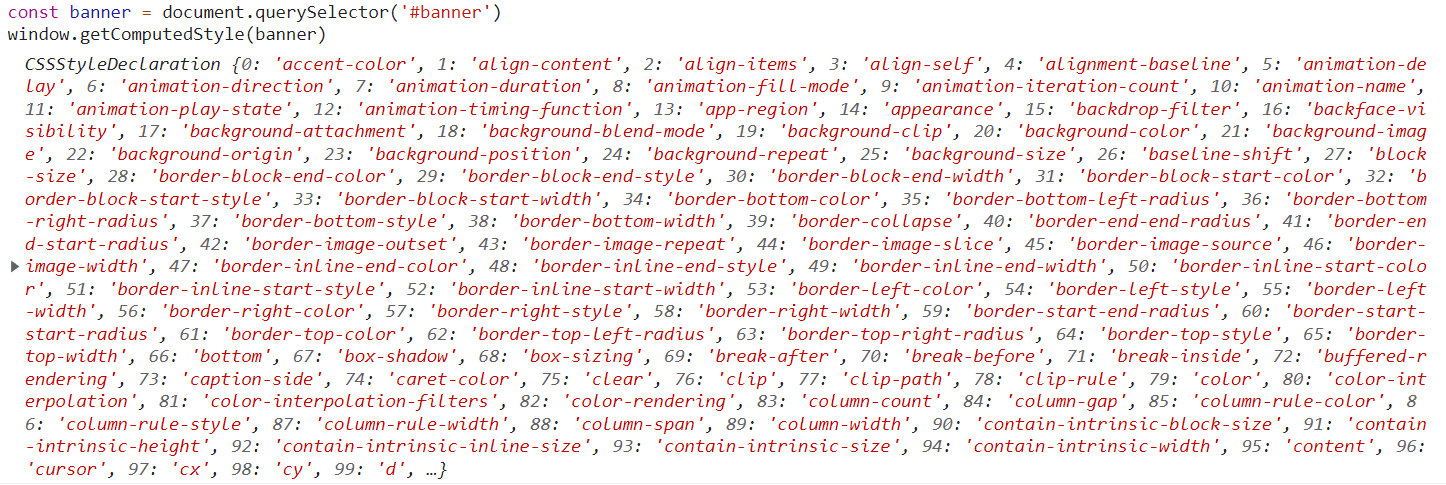 const banner = document.querySelector('#banner')
window.getComputedStyle(banner)
CSSStyleDeclaration {0: 'accent-color', 1: 'align-content', 2: 'align-items', 3: 'align-self', 4: 'alignment-baseline', 5: 'animation-de
lay', 6: 'animation-direction', 7: 'animation-duration', 8: 'animation-fill-mode', 9: 'animation-iteration-count', 10: 'animation-name',
11: 'animation-play-state', 12: 'animation-timing-function', 13: 'app-region', 14: 'appearance', 15: 'backdrop-filter', 16: 'backface-vi
sibility', 17: 'background-attachment', 18: 'background-blend-mode', 19: 'background-clip', 20: 'background-color', 21: 'background-imag
e', 22: 'background-origin', 23: 'background-position', 24: 'background-repeat', 25: 'background-size', 26: 'baseline-shift', 27: 'block
-size', 28: 'border-block-end-color', 29: 'border-block-end-style', 30: 'border-block-end-width', 31: 'border-block-start-color', 32: 'b
order-block-start-style', 33: 'border-block-start-width', 34: 'border-bottom-color', 35: 'border-bottom-left-radius', 36: 'border-bottom
-right-radius', 37: 'border-bottom-style', 38: 'border-bottom-width', 39: 'border-collapse', 40: 'border-end-end-radius', 41: 'border-en
d-start-radius', 42: 'border-image-outset', 43: 'border-image-repeat', 44: 'border-image-slice', 45: 'border-image-source', 46: 'border-
image-width', 47: 'border-inline-end-color', 48: 'border-inline-end-style', 49: 'border-inline-end-width', 50: 'border-inline-start-colo
r', 51: 'border-inline-start-style', 52: 'border-inline-start-width', 53: 'border-left-color', 54: 'border-left-style', 55: 'border-left
-width', 56: 'border-right-color', 57: 'border-right-style', 58: 'border-right-width', 59: 'border-start-end-radius', 60: 'border-start-
start-radius', 61: 'border-top-color', 62: 'border-top-left-radius', 63: 'border-top-right-radius', 64: 'border-top-style', 65: 'border-
top-width', 66: 'bottom', 67: 'box-shadow', 68: 'box-sizing', 69: 'break-after', 70: 'break-before', 71: 'break-inside', 72: 'buffered-r
endering', 73: 'caption-side', 74: 'caret-color', 75: 'clear', 76: 'clip', 77: 'clip-path', 78: 'clip-rule', 79: 'color', 80: 'color-int
erpolation', 81: 'color-interpolation-filters', 82: 'color-rendering', 83: 'column-count', 84: 'column-gap', 85: 'column-rule-color', 8
6: 'column-rule-style', 87: 'column-rule-width', 88: 'column-span', 89: 'column-width', 90: 'contain-intrinsic-block-size', 91: 'contain
-intrinsic-height', 92: 'contain-intrinsic-inline-size', 93: 'contain-intrinsic-size', 94: 'contain-intrinsic-width', 95: 'content', 96:
'cursor', 97: 'cx', 98: 'cy', 99: 'd', …}